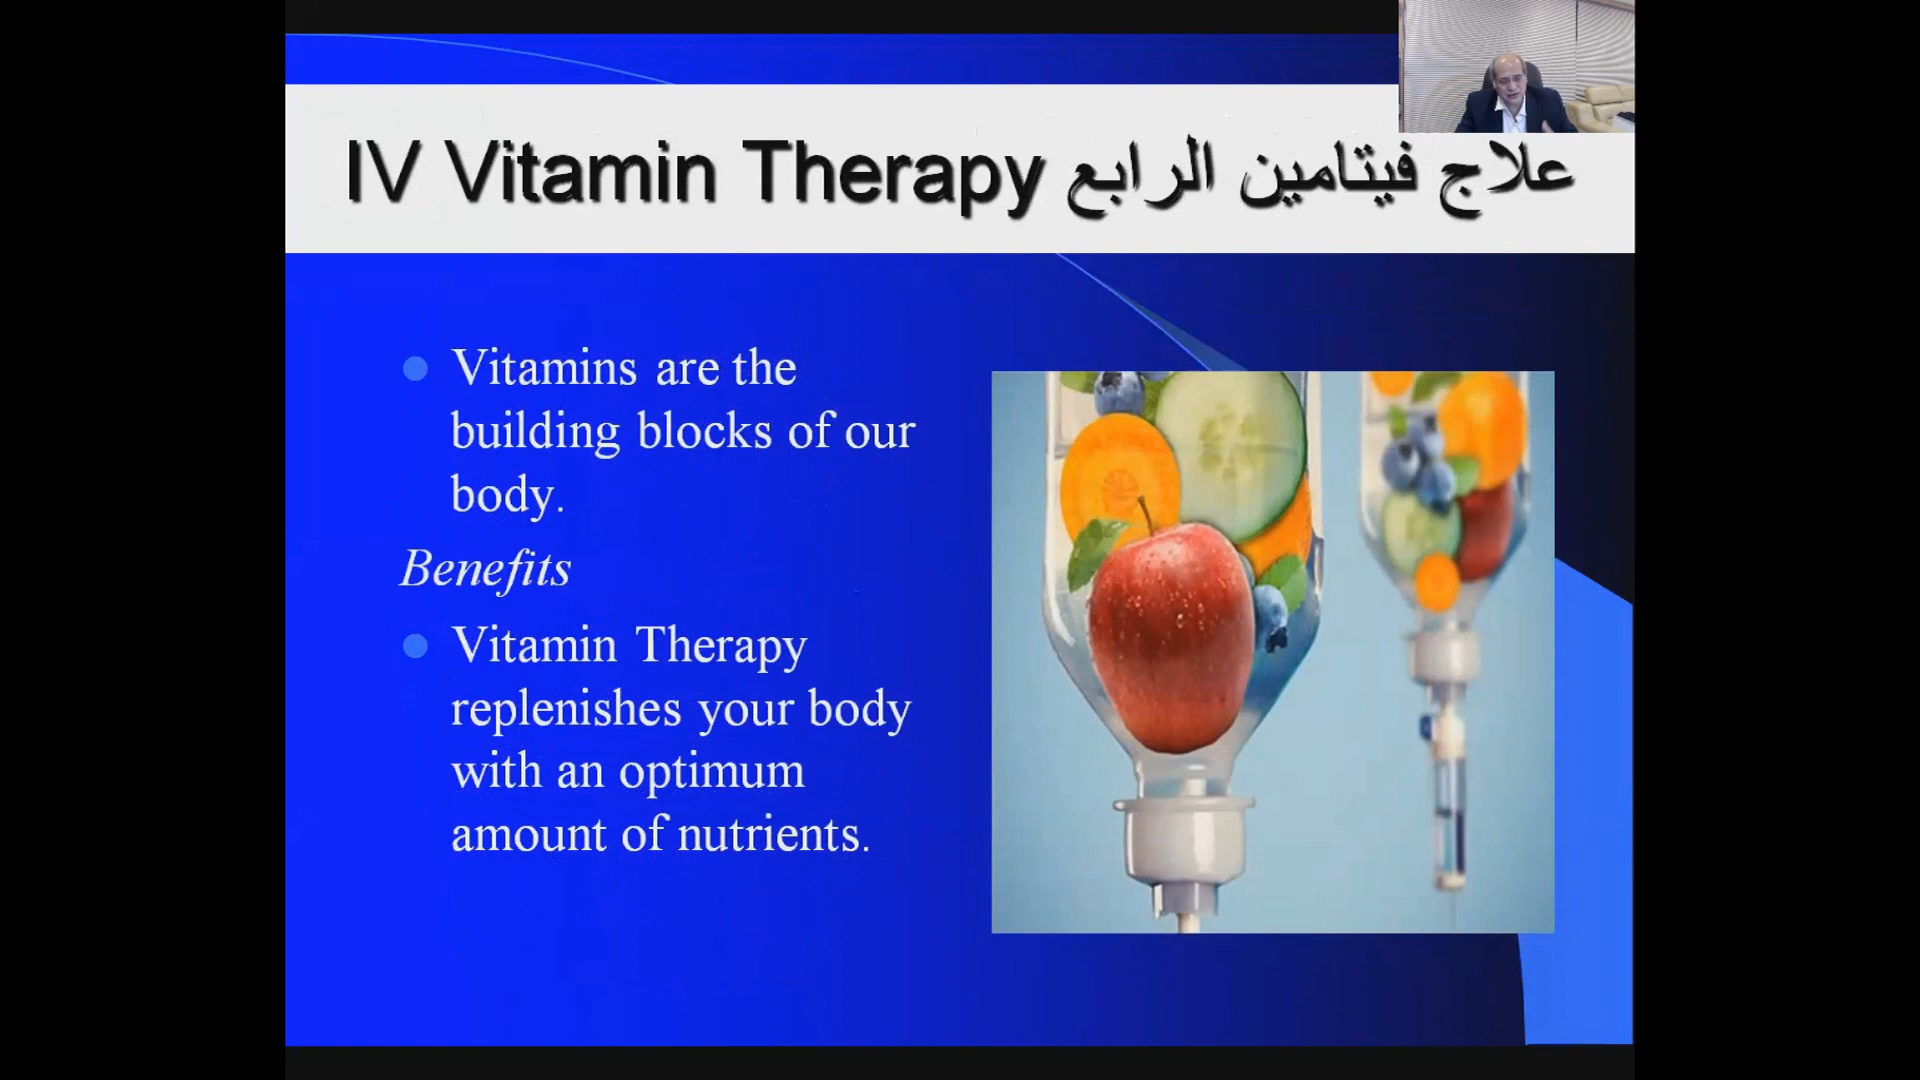 IV Vitamin Therapy علاج فيتامين الرابع
Vitamins are the
building blocks of our
body.
Benefits
Vitamin Therapy
replenishes your body
with an optimum
amount of nutrients.